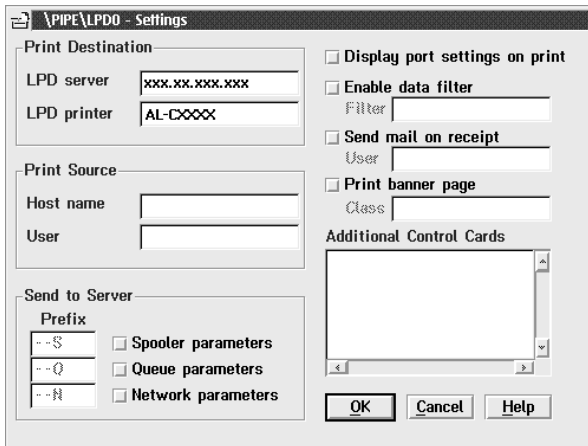 \PIPE\LPD0 - Settings
Print Destination
LPD server xxx.xx.xxx.xxx
LPD printer AL-CXXXX
Print Source
Host name
User
Send to Server
Prefix
--S Spooler parameters
--Q Queue parameters
--N Network parameters
Display port settings on print
Enable data filter
Filter
Send mail on receipt
User
Print banner page
Class
Additional Control Cards
OK Cancel Help